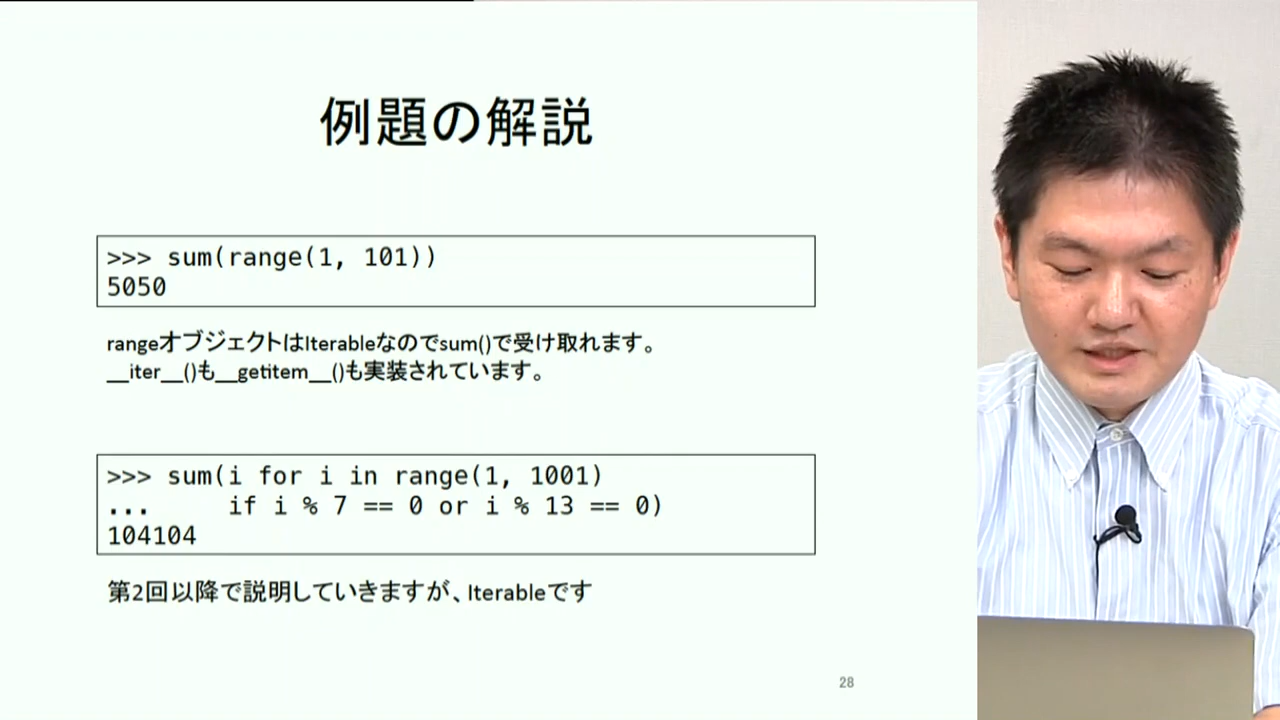 例題の解説
>>> sum(range(1, 101))
5050
rangeオブジェクトはIterableなのでsum()で受け取れます。
__iter__()も__getitem__()も実装されています。
>>> sum(i for i in range(1, 1001)
...     if i % 7 == 0 or i % 13 == 0)
104104
第2回以降で説明していきますが、Iterableです
28